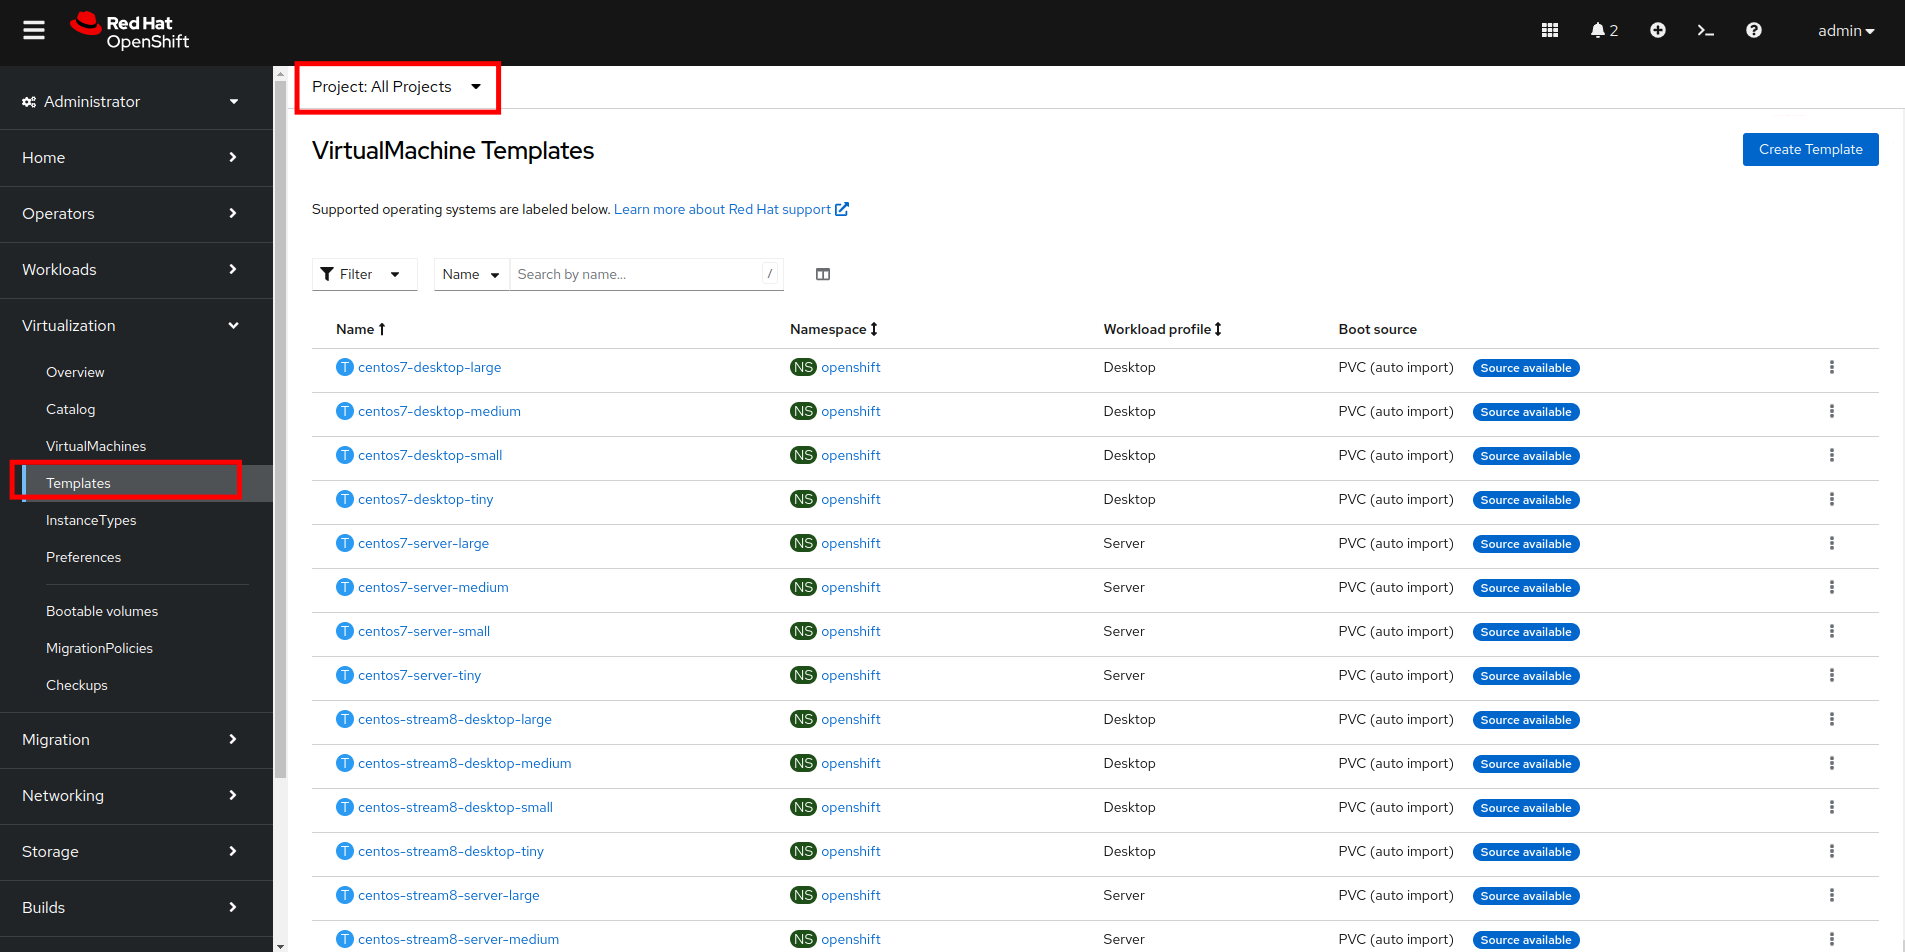 Red Hat
OpenShift
2
admin
Administrator
Home
Operators
Workloads
Virtualization
Overview
Catalog
VirtualMachines
Templates
InstanceTypes
Preferences
Bootable volumes
MigrationPolicies
Checkups
Migration
Networking
Storage
Builds
Project: All Projects
VirtualMachine Templates
Create Template
Supported operating systems are labeled below. Learn more about Red Hat support
Filter Name Search by name... /
Name Namespace Workload profile Boot source
T centos7-desktop-large NS openshift Desktop PVC (auto import) Source available
T centos7-desktop-medium NS openshift Desktop PVC (auto import) Source available
T centos7-desktop-small NS openshift Desktop PVC (auto import) Source available
T centos7-desktop-tiny NS openshift Desktop PVC (auto import) Source available
T centos7-server-large NS openshift Server PVC (auto import) Source available
T centos7-server-medium NS openshift Server PVC (auto import) Source available
T centos7-server-small NS openshift Server PVC (auto import) Source available
T centos7-server-tiny NS openshift Server PVC (auto import) Source available
T centos-stream8-desktop-large NS openshift Desktop PVC (auto import) Source available
T centos-stream8-desktop-medium NS openshift Desktop PVC (auto import) Source available
T centos-stream8-desktop-small NS openshift Desktop PVC (auto import) Source available
T centos-stream8-desktop-tiny NS openshift Desktop PVC (auto import) Source available
T centos-stream8-server-large NS openshift Server PVC (auto import) Source available
T centos-stream8-server-medium NS openshift Server PVC (auto import) Source available